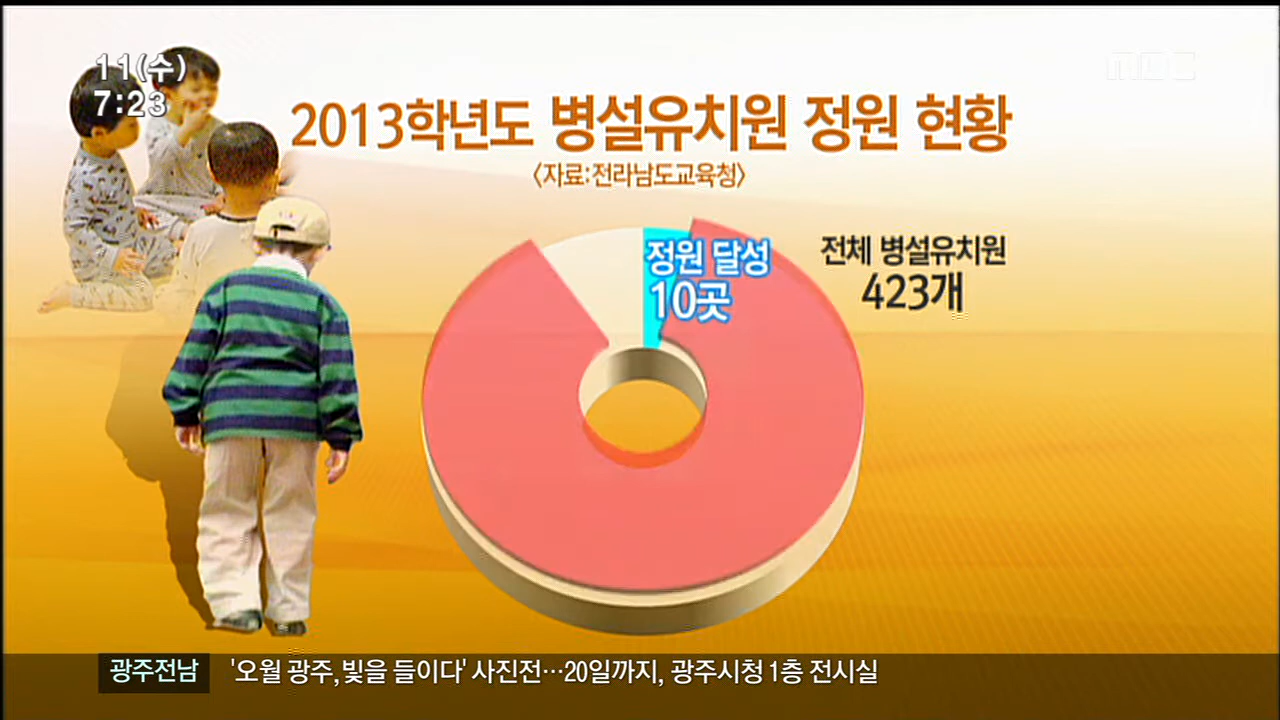 11(수)
7:23
MBC
2013학년도 병설유치원 정원 현황
<자료:전라남도교육청>
정원 달성
10곳
전체 병설유치원
423개
광주전남 '오월 광주,빛을 들이다' 사진전…20일까지, 광주시청 1층 전시실